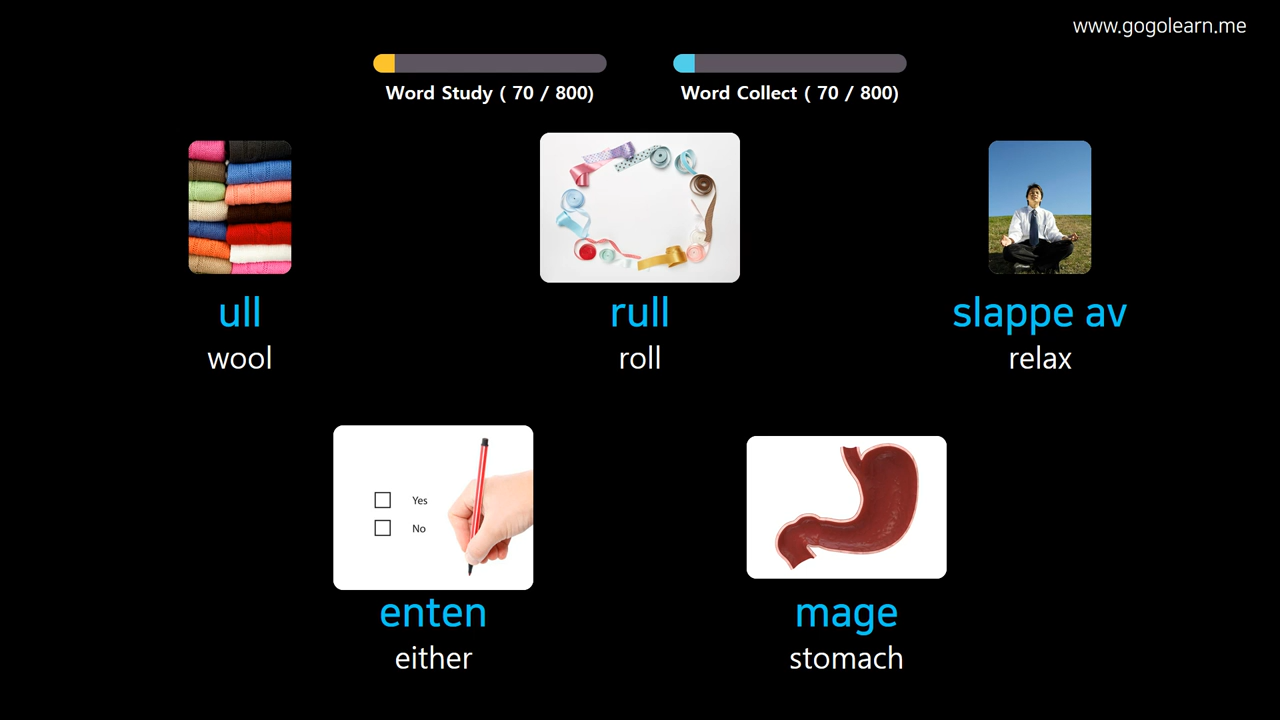 www.gogolearn.me
Word Study ( 70 / 800)
Word Collect ( 70 / 800)
ull
wool
rull
roll
slappe av
relax
Yes
No
enten
either
mage
stomach